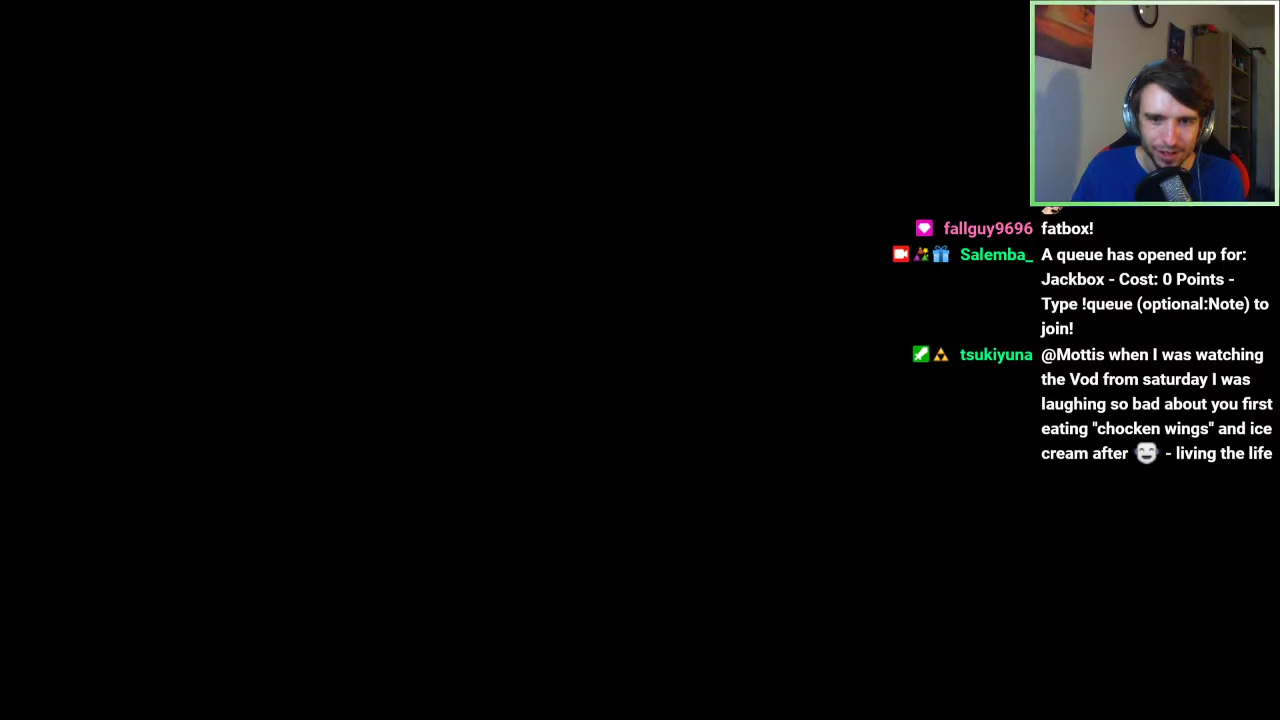 fallguy9696 fatbox!
Salemba_ A queue has opened up for:
Jackbox - Cost: 0 Points -
Type !queue (optional:Note) to
join!
tsukiyuna @Mottis when I was watching
the Vod from saturday I was
laughing so bad about you first
eating "chocken wings" and ice
cream after - living the life